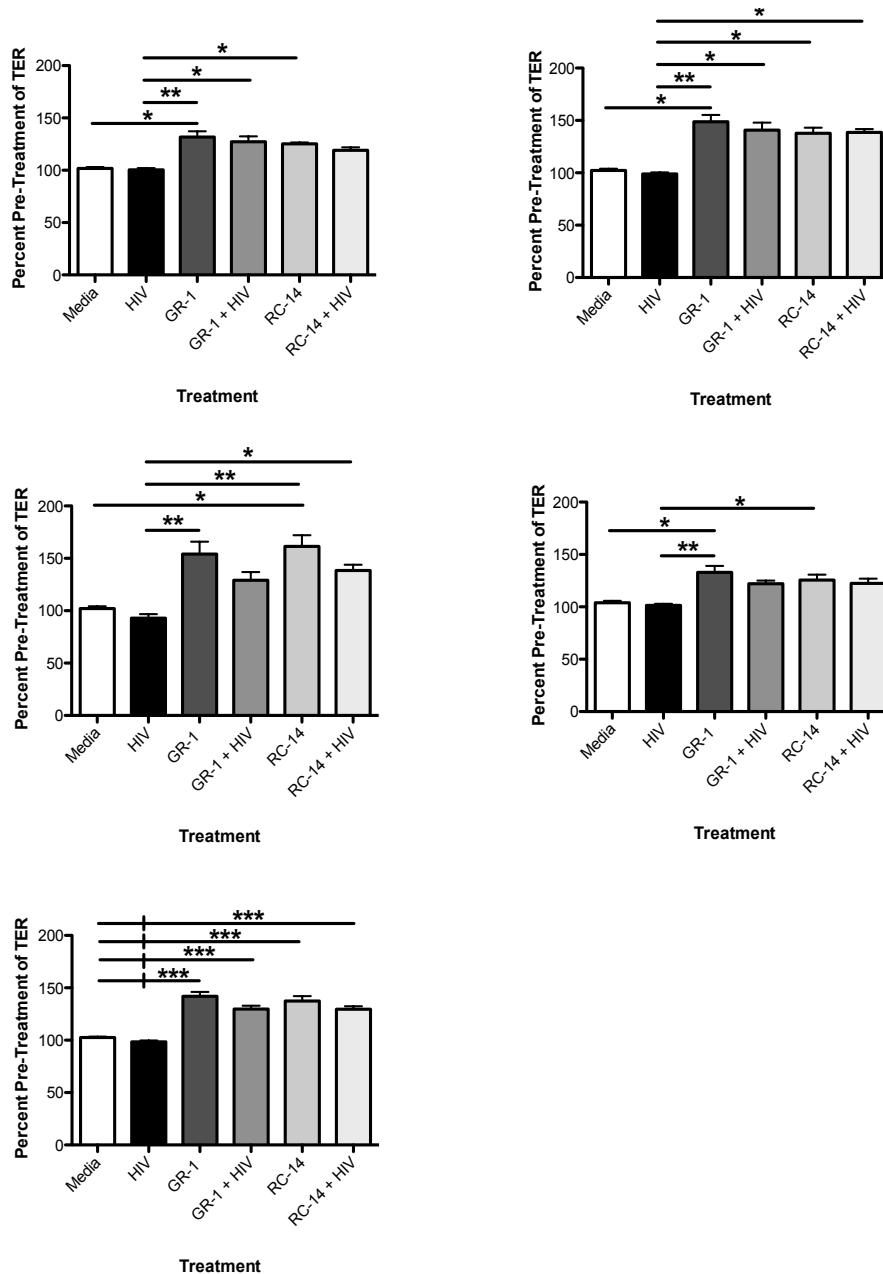 *
*
**
*
Percent Pre-Treatment of TER
200
150
100
50
0
Media
HIV
GR-1
GR-1 + HIV
RC-14
RC-14 + HIV
Treatment
*
*
*
**
*
Percent Pre-Treatment of TER
200
150
100
50
0
Media
HIV
GR-1
GR-1 + HIV
RC-14
RC-14 + HIV
Treatment
*
**
*
**
Percent Pre-Treatment of TER
200
150
100
50
0
Media
HIV
GR-1
GR-1 + HIV
RC-14
RC-14 + HIV
Treatment
*
*
**
Percent Pre-Treatment of TER
200
150
100
50
0
Media
HIV
GR-1
GR-1 + HIV
RC-14
RC-14 + HIV
Treatment
***
***
***
***
Percent Pre-Treatment of TER
200
150
100
50
0
Media
HIV
GR-1
GR-1 + HIV
RC-14
RC-14 + HIV
Treatment